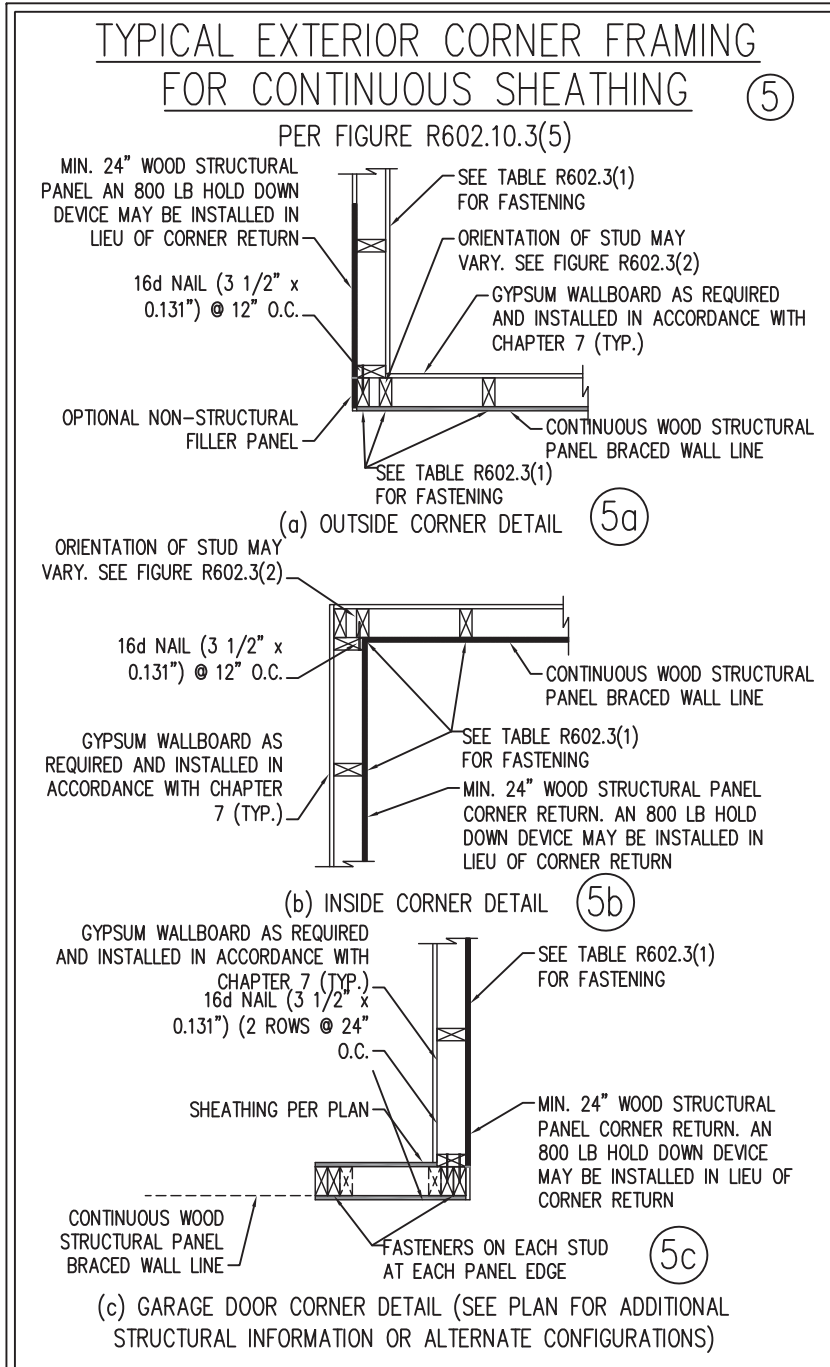 TYPICAL EXTERIOR CORNER FRAMING
FOR CONTINUOUS SHEATHING
5
PER FIGURE R602.10.3(5)
MIN. 24" WOOD STRUCTURAL
PANEL AN 800 LB HOLD DOWN
DEVICE MAY BE INSTALLED IN
LIEU OF CORNER RETURN
SEE TABLE R602.3(1)
FOR FASTENING
ORIENTATION OF STUD MAY
VARY. SEE FIGURE R602.3(2)
16d NAIL (3 1/2" x
0.131") @ 12" O.C.
GYPSUM WALLBOARD AS REQUIRED
AND INSTALLED IN ACCORDANCE WITH
CHAPTER 7 (TYP.)
OPTIONAL NON-STRUCTURAL
FILLER PANEL
CONTINUOUS WOOD STRUCTURAL
PANEL BRACED WALL LINE
SEE TABLE R602.3(1)
FOR FASTENING
(a) OUTSIDE CORNER DETAIL
5a
ORIENTATION OF STUD MAY
VARY. SEE FIGURE R602.3(2)
16d NAIL (3 1/2" x
0.131") @ 12" O.C.
CONTINUOUS WOOD STRUCTURAL
PANEL BRACED WALL LINE
GYPSUM WALLBOARD AS
REQUIRED AND INSTALLED IN
ACCORDANCE WITH CHAPTER
7 (TYP.)
SEE TABLE R602.3(1)
FOR FASTENING
MIN. 24" WOOD STRUCTURAL PANEL
CORNER RETURN. AN 800 LB HOLD
DOWN DEVICE MAY BE INSTALLED IN
LIEU OF CORNER RETURN
(b) INSIDE CORNER DETAIL
5b
GYPSUM WALLBOARD AS REQUIRED
AND INSTALLED IN ACCORDANCE WITH
CHAPTER 7 (TYP.)
16d NAIL (3 1/2" x
0.131") (2 ROWS @ 24"
O.C.
SEE TABLE R602.3(1)
FOR FASTENING
SHEATHING PER PLAN
MIN. 24" WOOD STRUCTURAL
PANEL CORNER RETURN. AN
800 LB HOLD DOWN DEVICE
MAY BE INSTALLED IN LIEU OF
CORNER RETURN
CONTINUOUS WOOD
STRUCTURAL PANEL
BRACED WALL LINE
FASTENERS ON EACH STUD
AT EACH PANEL EDGE
5c
(c) GARAGE DOOR CORNER DETAIL (SEE PLAN FOR ADDITIONAL
STRUCTURAL INFORMATION OR ALTERNATE CONFIGURATIONS)